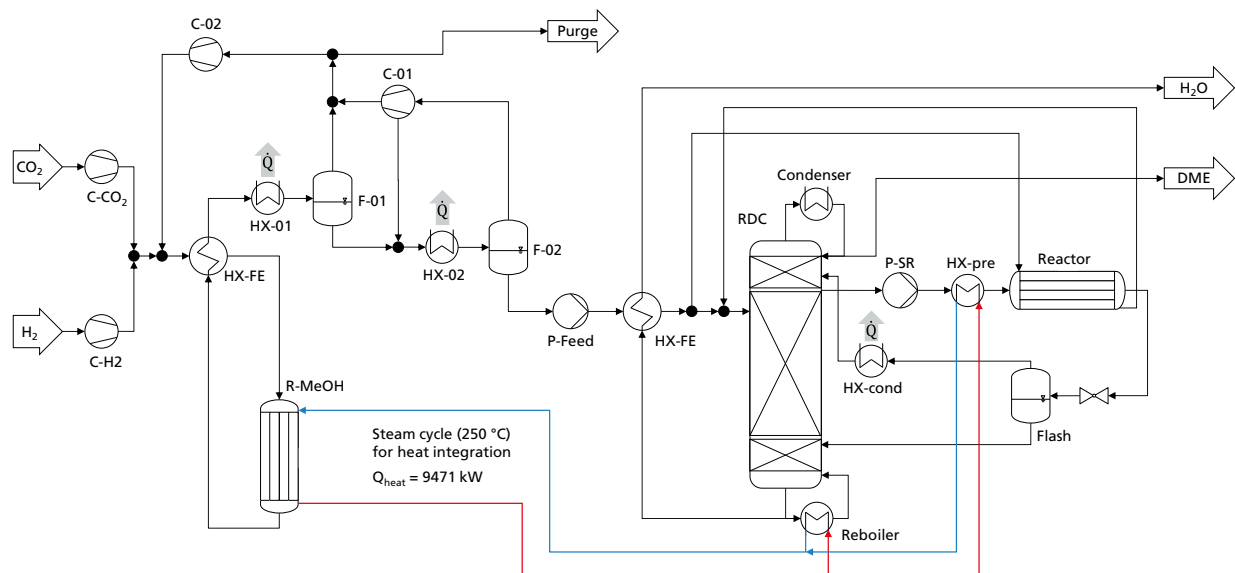 C-02
Purge
C-01
H₂O
CO₂
C-CO₂
Q̇
HX-01
F-01
Q̇
HX-02
F-02
Condenser
DME
RDC
HX-FE
P-SR
HX-pre
Reactor
H₂
C-H2
P-Feed
HX-FE
Q̇
HX-cond
R-MeOH
Flash
Steam cycle (250 °C)
for heat integration
Qheat = 9471 kW
Reboiler